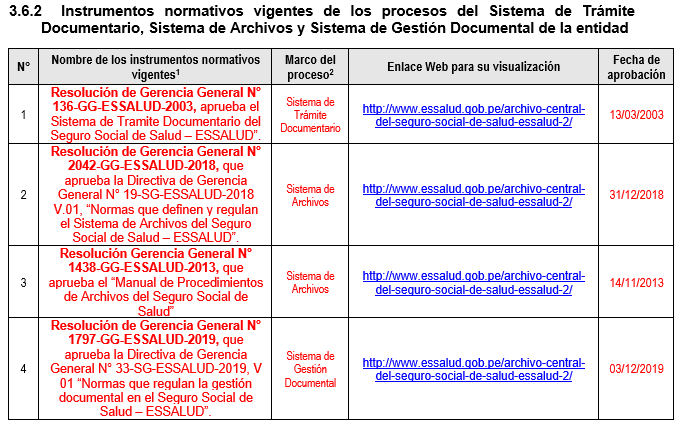 3.6.2 Instrumentos normativos vigentes de los procesos del Sistema de Trámite
Documentario, Sistema de Archivos y Sistema de Gestión Documental de la entidad
N°
Nombre de los instrumentos normativos
vigentes1
Marco del
proceso2
Enlace Web para su visualización
Fecha de
aprobación
1
Resolución de Gerencia General N°
136-GG-ESSALUD-2003, aprueba el
Sistema de Tramite Documentario del
Seguro Social de Salud – ESSALUD”.
Sistema de
Trámite
Documentario
http://www.essalud.gob.pe/archivo-central-
del-seguro-social-de-salud-essalud-2/
13/03/2003
2
Resolución de Gerencia General N°
2042-GG-ESSALUD-2018, que
aprueba la Directiva de Gerencia
General N° 19-SG-ESSALUD-2018
V.01, “Normas que definen y regulan
el Sistema de Archivos del Seguro
Social de Salud – ESSALUD”.
Sistema de
Archivos
http://www.essalud.gob.pe/archivo-central-
del-seguro-social-de-salud-essalud-2/
31/12/2018
3
Resolución Gerencia General N°
1438-GG-ESSALUD-2013, que
aprueba el “Manual de Procedimientos
de Archivos del Seguro Social de
Salud”
Sistema de
Archivos
http://www.essalud.gob.pe/archivo-central-
del-seguro-social-de-salud-essalud-2/
14/11/2013
4
Resolución de Gerencia General N°
1797-GG-ESSALUD-2019, que
aprueba la Directiva de Gerencia
General N° 33-SG-ESSALUD-2019, V
01 “Normas que regulan la gestión
documental en el Seguro Social de
Salud – ESSALUD”.
Sistema de
Gestión
Documental
http://www.essalud.gob.pe/archivo-central-
del-seguro-social-de-salud-essalud-2/
03/12/2019